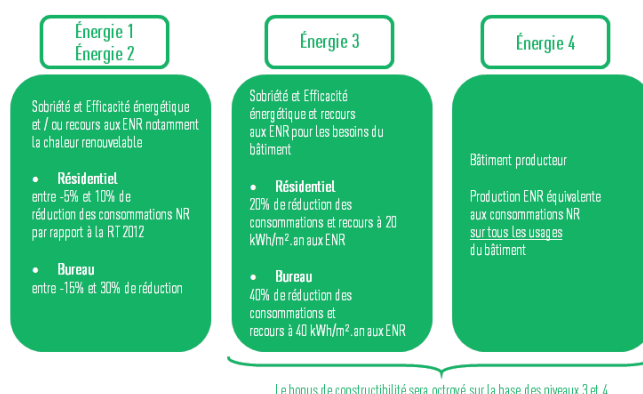 Énergie 1
Énergie 2
Sobriété et Efficacité énergétique
et / ou recours aux ENR notamment
la chaleur renouvelable
• Résidentiel
entre -5% et 10% de
réduction des consommations NR
par rapport à la RT 2012
• Bureau
entre -15% et 30% de réduction
Énergie 3
Sobriété et Efficacité
énergétique et recours
aux ENR pour les besoins du
bâtiment
• Résidentiel
20% de réduction des
consommations et recours à 20
kWh/m².an aux ENR
• Bureau
40% de réduction des
consommations et
recours à 40 kWh/m².an aux ENR
Énergie 4
Bâtiment producteur
Production ENR équivalente
aux consommations NR
sur tous les usages
du bâtiment
Le bonus de constructibilité sera octroyé sur la base des niveaux 3 et 4